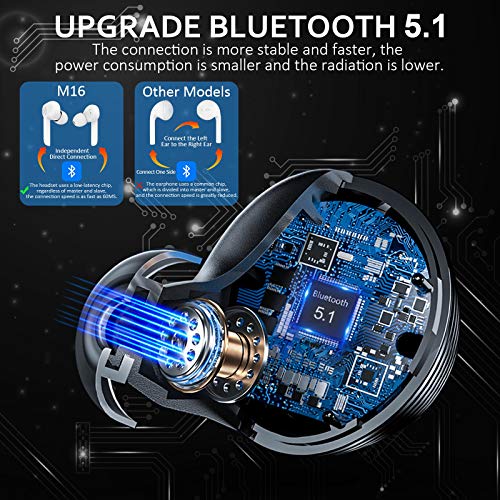 UPGRADE BLUETOOTH 5.1
The connection is more stable and faster, the
power consumption is smaller and the radiation is lower.
M16
Independent
Direct Connection
The headset uses a low-latency chip,
regardless of master and slave,
the connection speed is as fast as 60MS.
Other Models
Connect the Left
Ear to the Right Ear
Connect One Side
The earphone uses a common chip,
which is divided into master and slave,
and the connection speed is greatly reduced.
Bluetooth
5.1